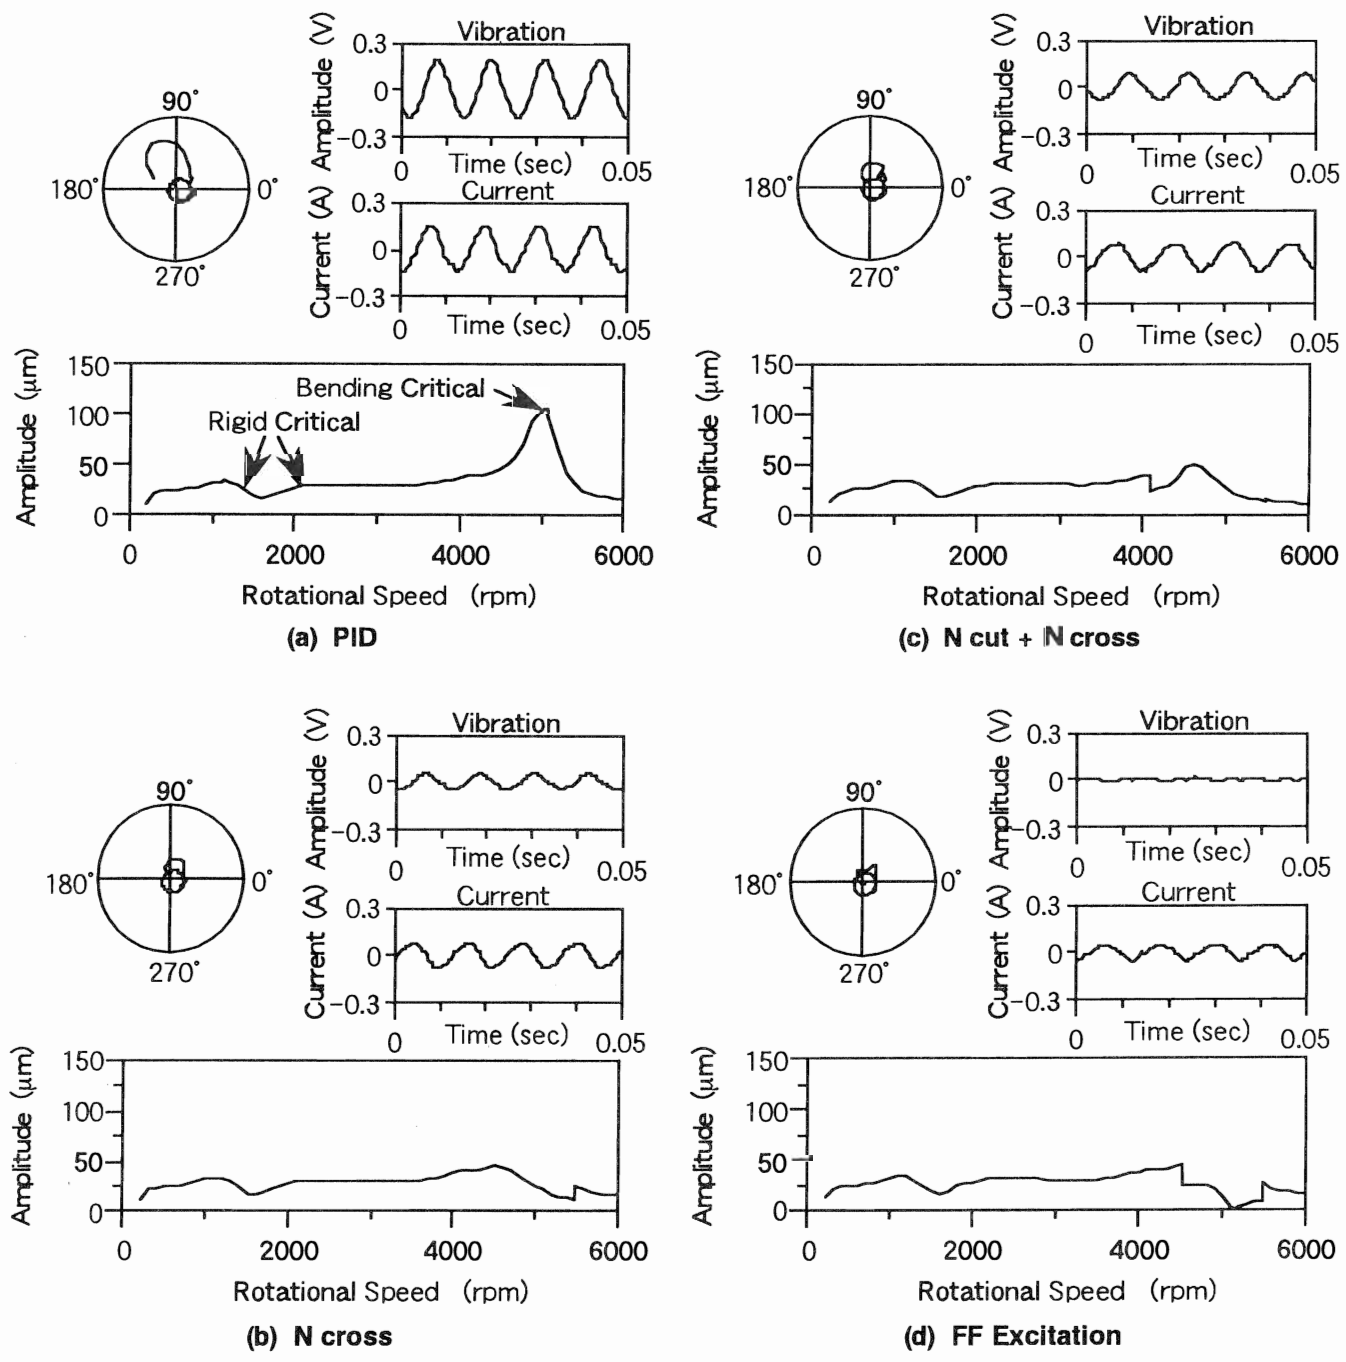 Vibration
Amplitude (V)
0.3
0
−0.3
0
Time (sec)
0.05
90°
180°
0°
270°
Current
Current (A)
0.3
0
−0.3
0
Time (sec)
0.05
Amplitude (μm)
150
100
50
0
Bending Critical
Rigid Critical
0
2000
4000
6000
Rotational Speed (rpm)
(a) PID
Vibration
Amplitude (V)
0.3
0
−0.3
0
Time (sec)
0.05
90°
180°
0°
270°
Current
Current (A)
0.3
0
−0.3
0
Time (sec)
0.05
Amplitude (μm)
150
100
50
0
0
2000
4000
6000
Rotational Speed (rpm)
(c) N cut + N cross
Vibration
Amplitude (V)
0.3
0
−0.3
0
Time (sec)
0.05
90°
180°
0°
270°
Current
Current (A)
0.3
0
−0.3
0
Time (sec)
0.05
Amplitude (μm)
150
100
50
0
0
2000
4000
6000
Rotational Speed (rpm)
(b) N cross
Vibration
Amplitude (V)
0.3
0
−0.3
0
Time (sec)
0.05
90°
180°
0°
270°
Current
Current (A)
0.3
0
−0.3
0
Time (sec)
0.05
Amplitude (μm)
150
100
50
0
0
2000
4000
6000
Rotational Speed (rpm)
(d) FF Excitation